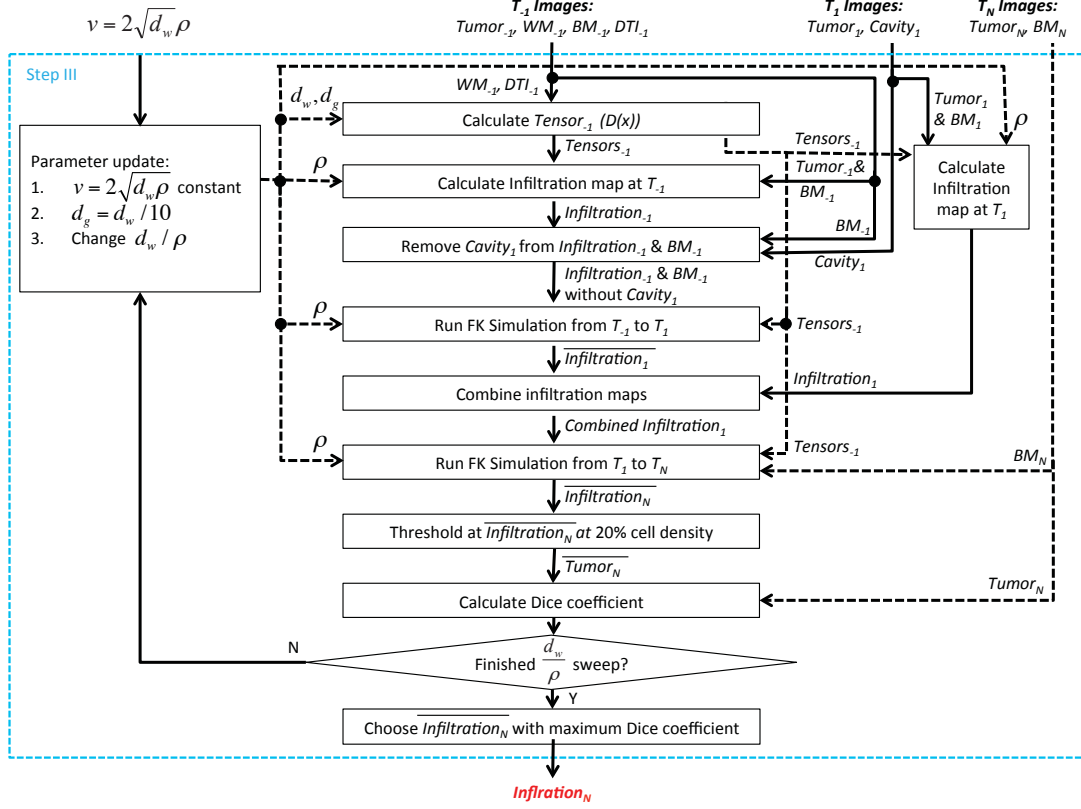 v = 2√d_w ρ
T_-1 Images:
Tumor_-1, WM_-1, BM_-1, DTI_-1
T_1 Images:
Tumor_1, Cavity_1
T_N Images:
Tumor_N, BM_N
Step III
WM_-1, DTI_-1
d_w, d_g
Calculate Tensor_-1 (D(x))
Tumor_1
& BM_1
ρ
Tensors_-1
Tensors_-1
Parameter update:
1. v = 2√d_w ρ constant
2. d_g = d_w / 10
3. Change d_w / ρ
ρ
Calculate Infiltration map at T_-1
Tumor_-1 &
BM_-1
Calculate
Infiltration
map at T_1
Infiltration_-1
BM_-1
Remove Cavity_1 from Infiltration_-1 & BM_-1
Cavity_1
Infiltration_-1 & BM_-1
without Cavity_1
ρ
Run FK Simulation from T_-1 to T_1
Tensors_-1
Infiltration_1
Combine infiltration maps
Infiltration_1
Combined Infiltration_1
ρ
Run FK Simulation from T_1 to T_N
Tensors_-1
BM_N
Infiltration_N
Threshold at Infiltration_N at 20% cell density
Tumor_N
Calculate Dice coefficient
Tumor_N
N
Finished d_w/ρ sweep?
Y
Choose Infiltration_N with maximum Dice coefficient
Inflration_N